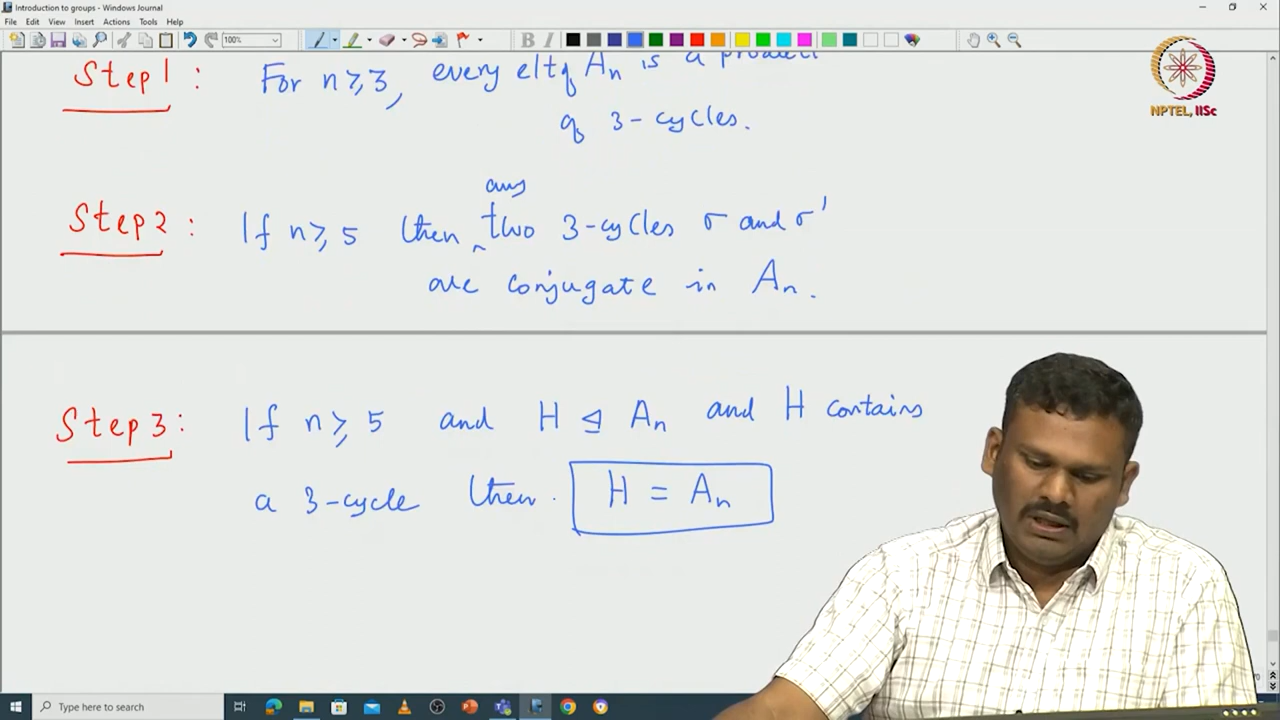 Introduction to groups - Windows Journal
File Edit View Insert Actions Tools Help
100%
B I
NPTEL, IISc
Step 1 : For n ≥ 3, every elt of An is a product
of 3-cycles.
any
Step 2 : If n ≥ 5 then ^ two 3-cycles σ and σ'
are conjugate in An.
Step 3 : If n ≥ 5 and H ⊴ An and H contains
a 3-cycle then. H = An
Type here to search